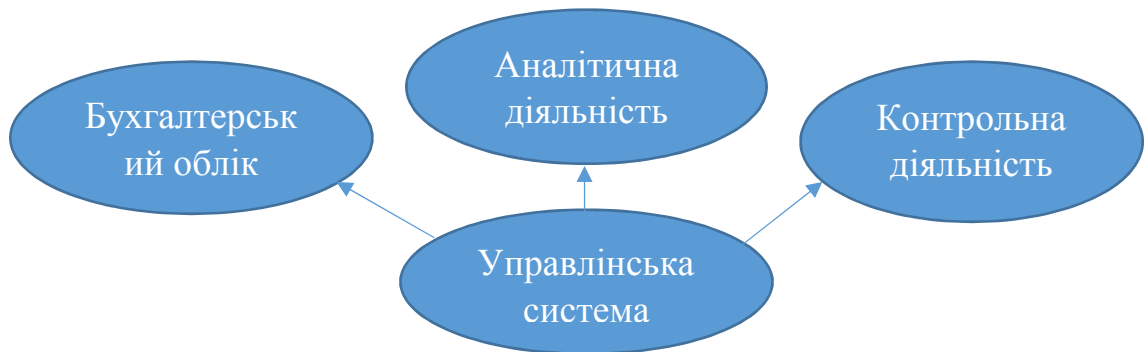 Аналітична
діяльність
Бухгалтерськ
ий облік
Контрольна
діяльність
Управлінська
система